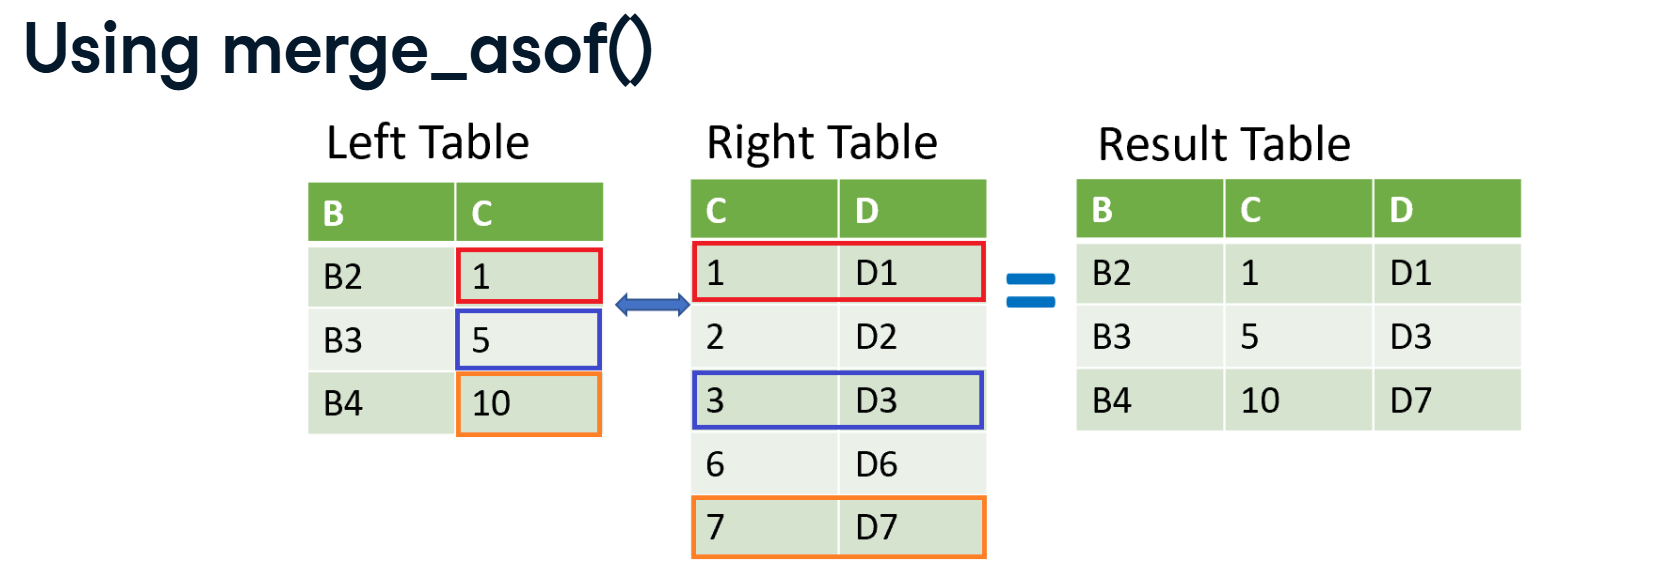 Using merge_asof()
Left Table
B C
B2 1
B3 5
B4 10
Right Table
C D
1 D1
2 D2
3 D3
6 D6
7 D7
=
Result Table
B C D
B2 1 D1
B3 5 D3
B4 10 D7